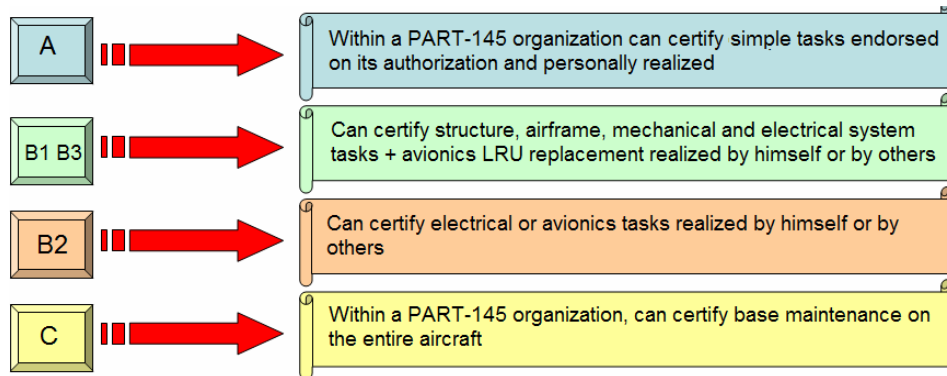 A
Within a PART-145 organization can certify simple tasks endorsed
on its authorization and personally realized
B1 B3
Can certify structure, airframe, mechanical and electrical system
tasks + avionics LRU replacement realized by himself or by others
B2
Can certify electrical or avionics tasks realized by himself or by
others
C
Within a PART-145 organization, can certify base maintenance on
the entire aircraft